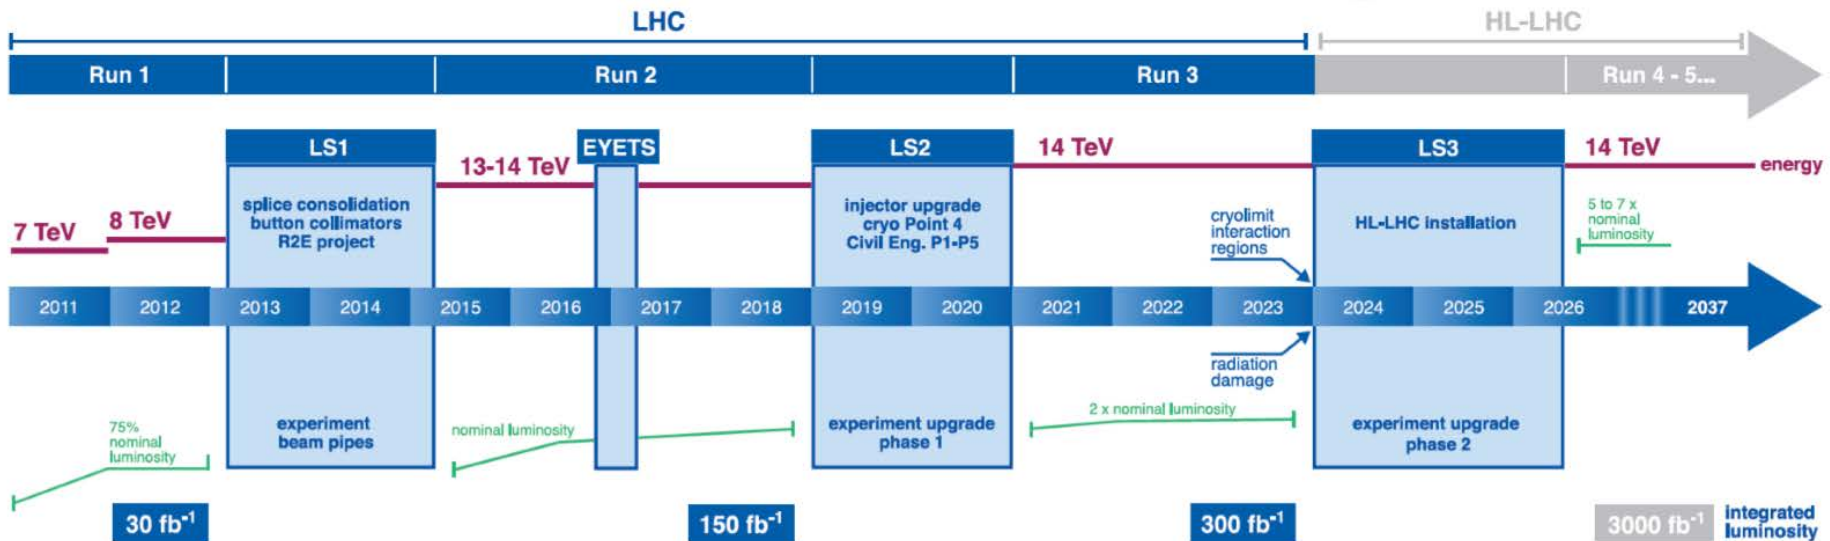 LHC
HL-LHC
Run 1
Run 2
Run 3
Run 4 - 5...
LS1
EYETS
LS2
14 TeV
LS3
14 TeV
energy
13-14 TeV
7 TeV
8 TeV
splice consolidation
button collimators
R2E project
injector upgrade
cryo Point 4
Civil Eng. P1-P5
cryolimit
interaction
regions
HL-LHC installation
5 to 7 x
nominal
luminosity
2011
2012
2013
2014
2015
2016
2017
2018
2019
2020
2021
2022
2023
2024
2025
2026
2037
radiation
damage
75%
nominal
luminosity
experiment
beam pipes
nominal luminosity
experiment upgrade
phase 1
2 x nominal luminosity
experiment upgrade
phase 2
30 fb⁻¹
150 fb⁻¹
300 fb⁻¹
3000 fb⁻¹
integrated
luminosity